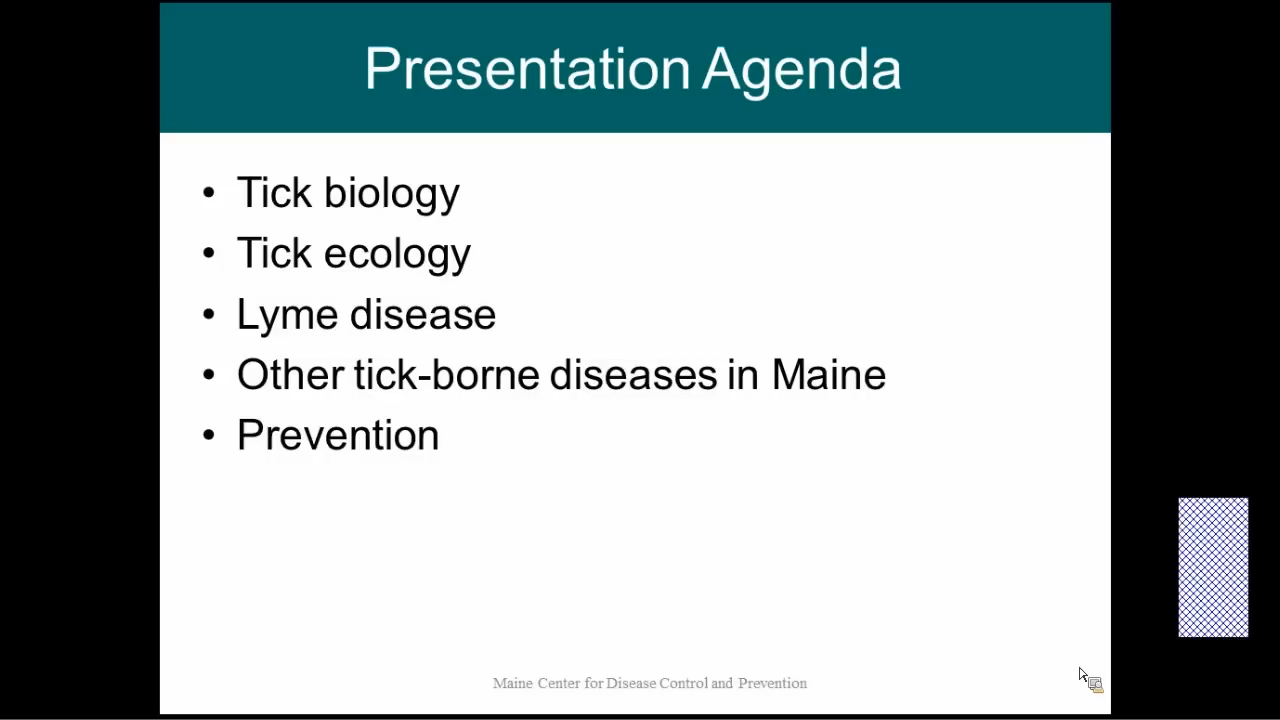 Presentation Agenda
• Tick biology
• Tick ecology
• Lyme disease
• Other tick-borne diseases in Maine
• Prevention
Maine Center for Disease Control and Prevention